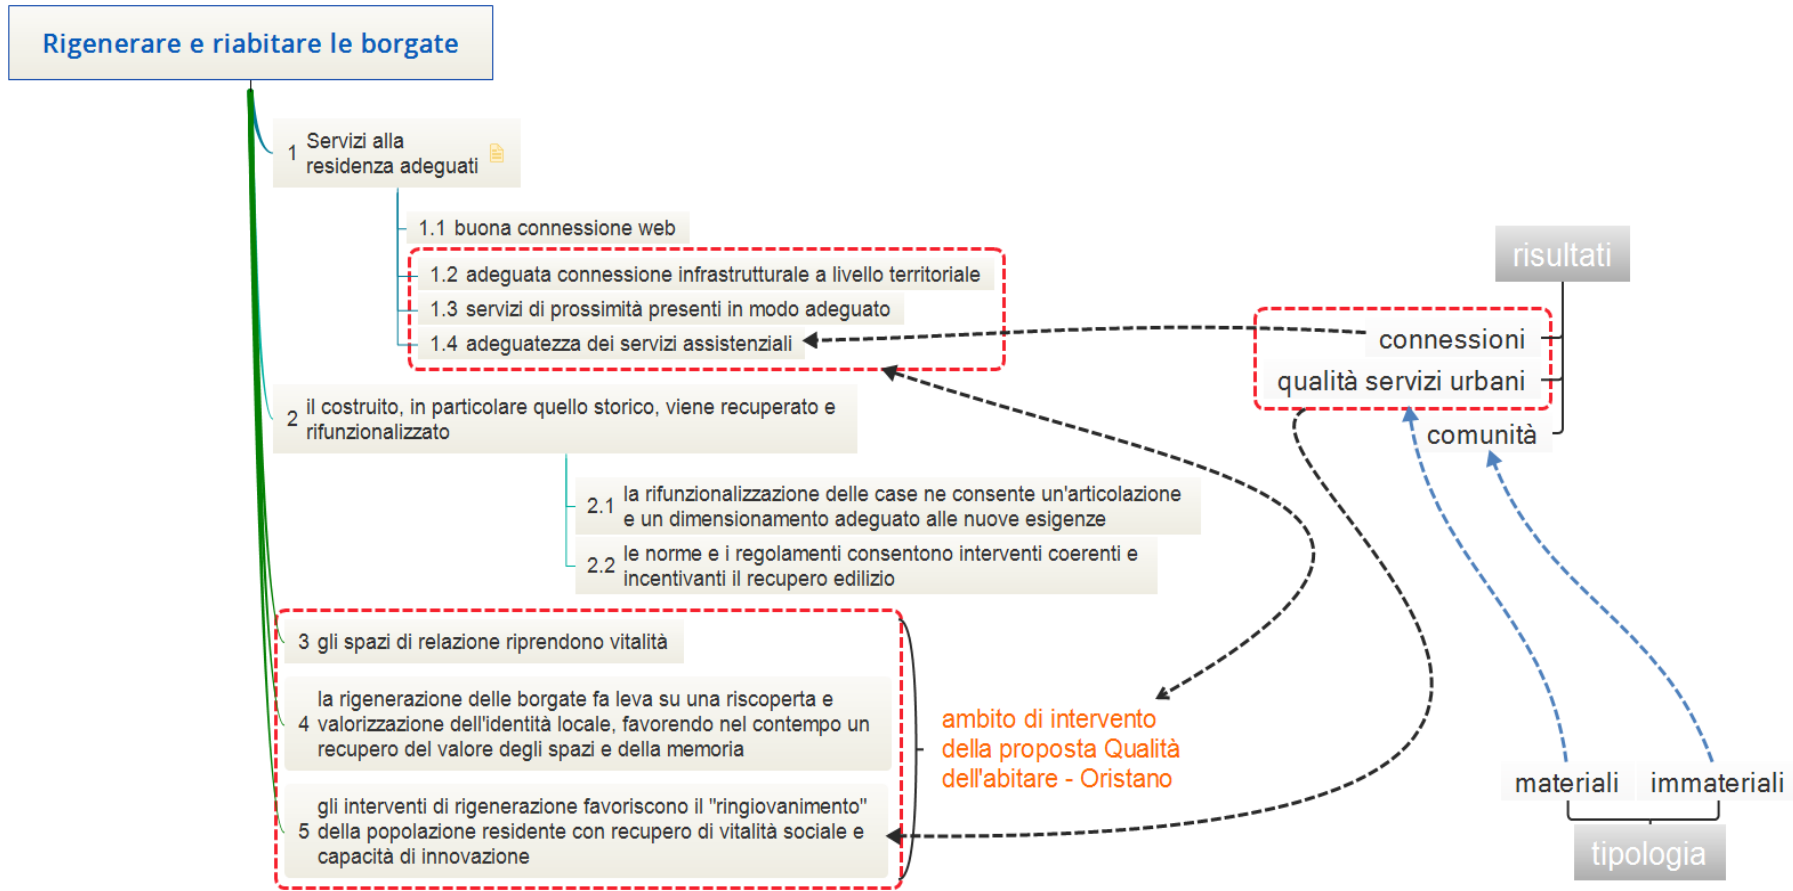 Rigenerare e riabitare le borgate
1 Servizi alla
residenza adeguati
1.1 buona connessione web
1.2 adeguata connessione infrastrutturale a livello territoriale
1.3 servizi di prossimità presenti in modo adeguato
1.4 adeguatezza dei servizi assistenziali
2 il costruito, in particolare quello storico, viene recuperato e
rifunzionalizzato
2.1 la rifunzionalizzazione delle case ne consente un'articolazione
e un dimensionamento adeguato alle nuove esigenze
2.2 le norme e i regolamenti consentono interventi coerenti e
incentivanti il recupero edilizio
3 gli spazi di relazione riprendono vitalità
4 la rigenerazione delle borgate fa leva su una riscoperta e
valorizzazione dell'identità locale, favorendo nel contempo un
recupero del valore degli spazi e della memoria
5 gli interventi di rigenerazione favoriscono il "ringiovanimento"
della popolazione residente con recupero di vitalità sociale e
capacità di innovazione
ambito di intervento
della proposta Qualità
dell'abitare - Oristano
risultati
connessioni
qualità servizi urbani
comunità
materiali
immateriali
tipologia